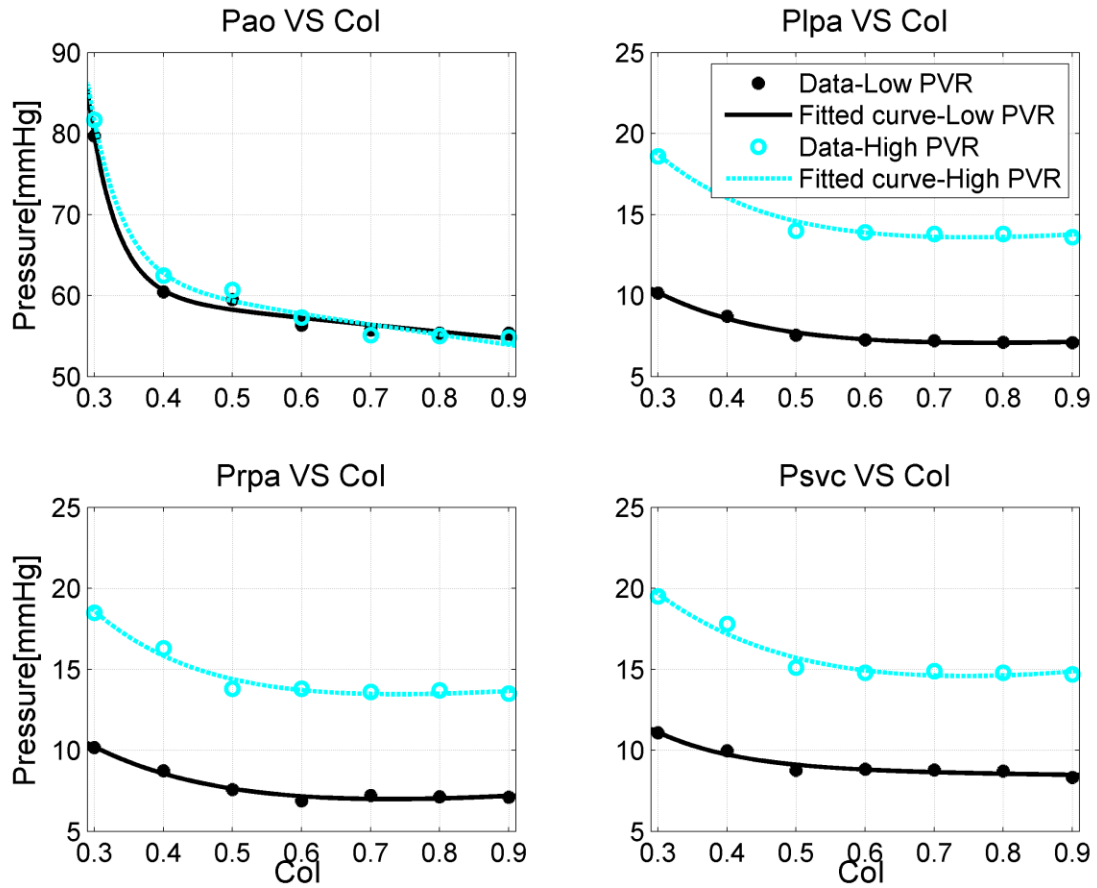 Pao VS CoI
Pressure[mmHg]
90
80
70
60
50
0.3 0.4 0.5 0.6 0.7 0.8 0.9
Plpa VS CoI
25
20
15
10
5
0.3 0.4 0.5 0.6 0.7 0.8 0.9
Data-Low PVR
Fitted curve-Low PVR
Data-High PVR
Fitted curve-High PVR
Prpa VS CoI
Pressure[mmHg]
25
20
15
10
5
0.3 0.4 0.5 0.6 0.7 0.8 0.9
CoI
Psvc VS CoI
25
20
15
10
5
0.3 0.4 0.5 0.6 0.7 0.8 0.9
CoI